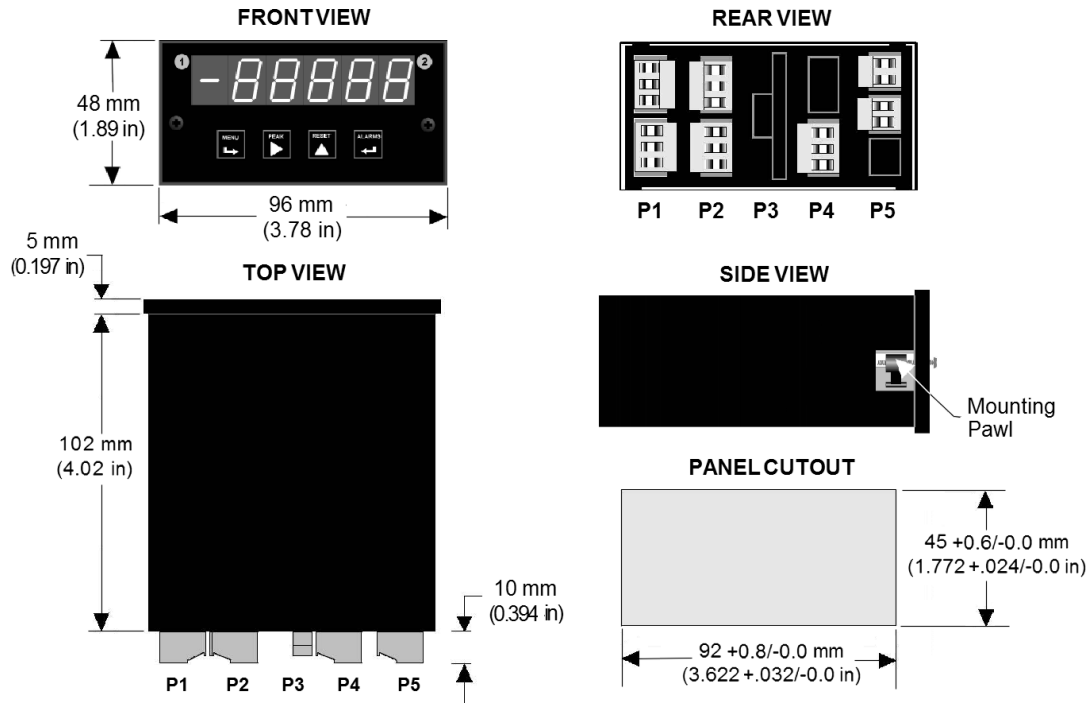 FRONT VIEW
1
2
-88888
MENU
PEAK
RESET
ALARMS
48 mm
(1.89 in)
96 mm
(3.78 in)
REAR VIEW
P1 P2 P3 P4 P5
5 mm
(0.197 in)
TOP VIEW
102 mm
(4.02 in)
10 mm
(0.394 in)
P1 P2 P3 P4 P5
SIDE VIEW
Mounting
Pawl
PANEL CUTOUT
45 +0.6/-0.0 mm
(1.772 +.024/-0.0 in)
92 +0.8/-0.0 mm
(3.622 +.032/-0.0 in)